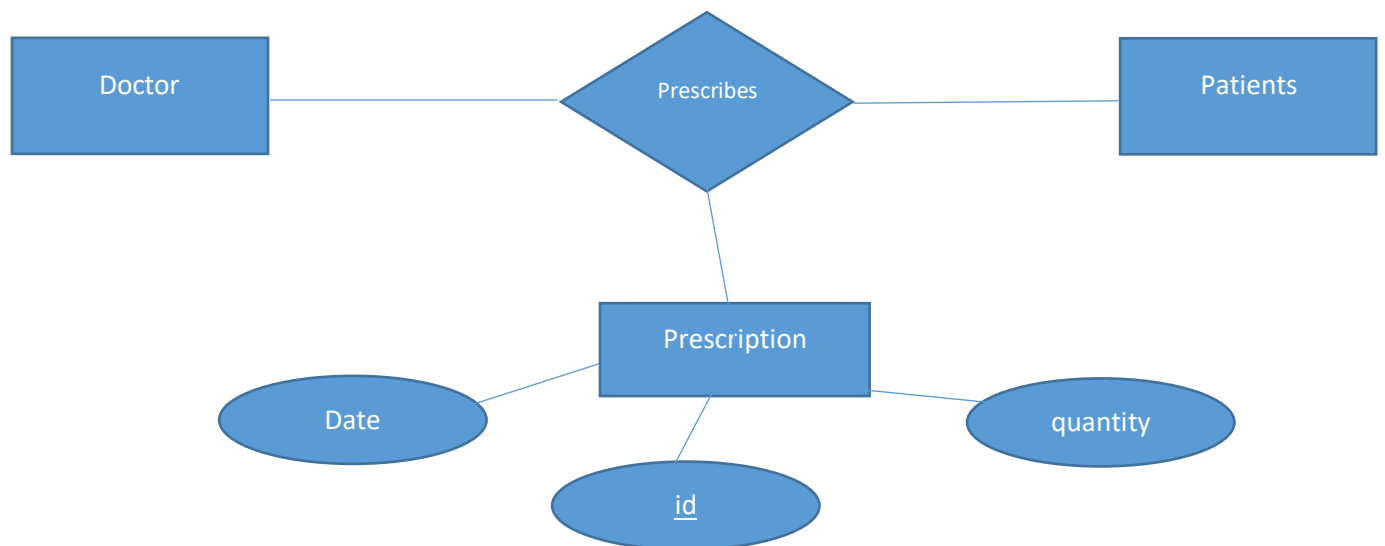 Doctor
Prescribes
Patients
Prescription
Date
quantity
id